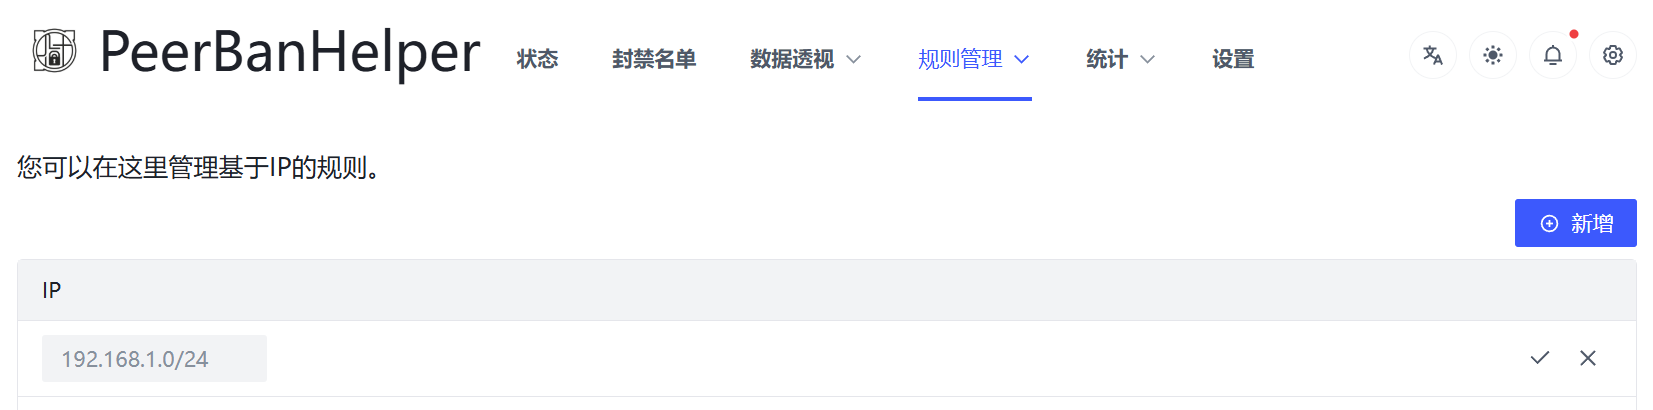 PeerBanHelper 状态 封禁名单 数据透视 规则管理 统计 设置
您可以在这里管理基于IP的规则。
新增
IP
192.168.1.0/24